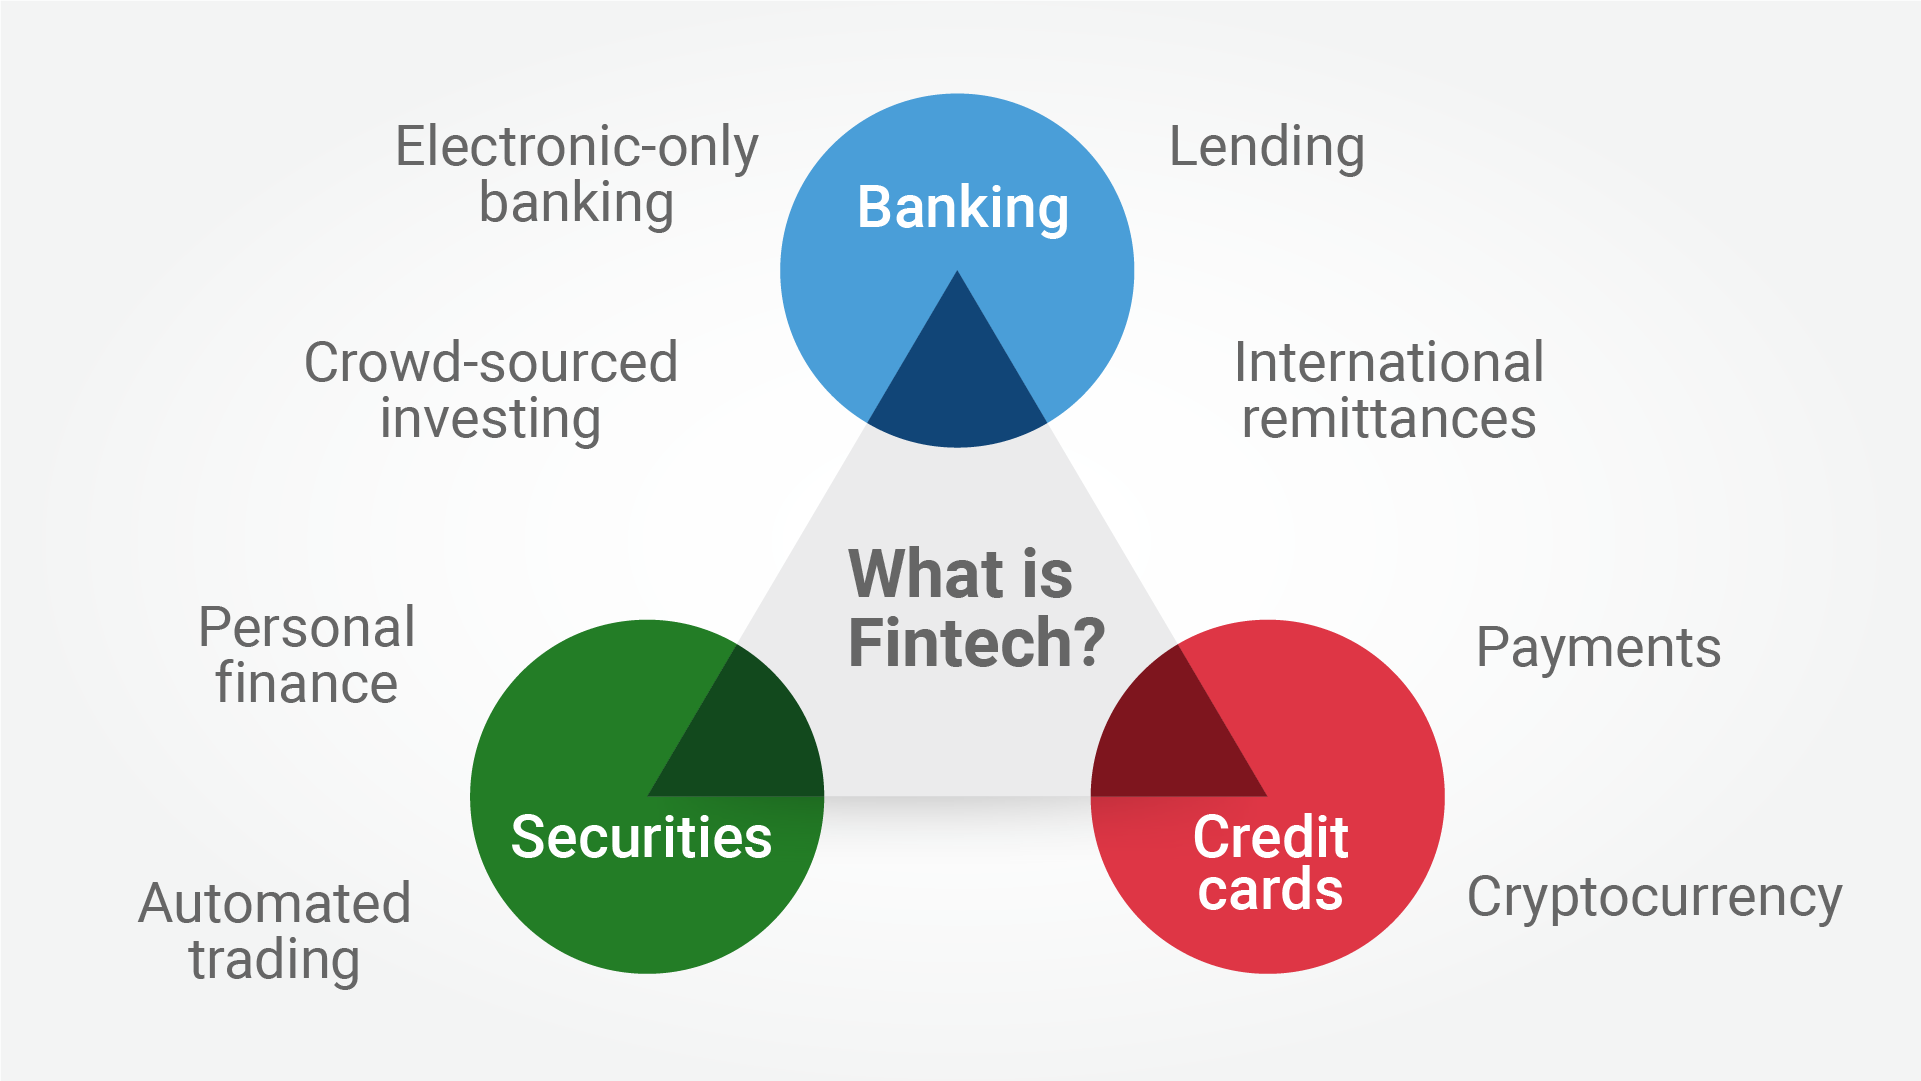 Electronic-only
banking
Banking
Lending
Crowd-sourced
investing
International
remittances
What is
Fintech?
Personal
finance
Payments
Securities
Credit
cards
Automated
trading
Cryptocurrency